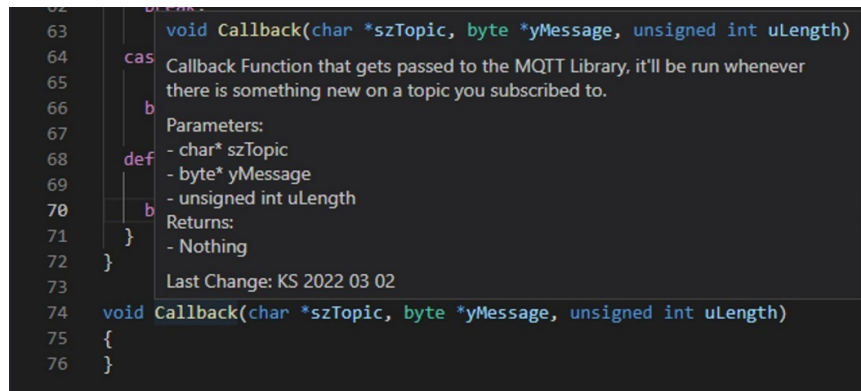 63 void Callback(char *szTopic, byte *yMessage, unsigned int uLength)
64 cas Callback Function that gets passed to the MQTT Library, it'll be run whenever
65 there is something new on a topic you subscribed to.
66 b
67 Parameters:
68 def - char* szTopic
69 - byte* yMessage
70 b - unsigned int uLength
Returns:
71 } - Nothing
72 }
73 Last Change: KS 2022 03 02
74 void Callback(char *szTopic, byte *yMessage, unsigned int uLength)
75 {
76 }